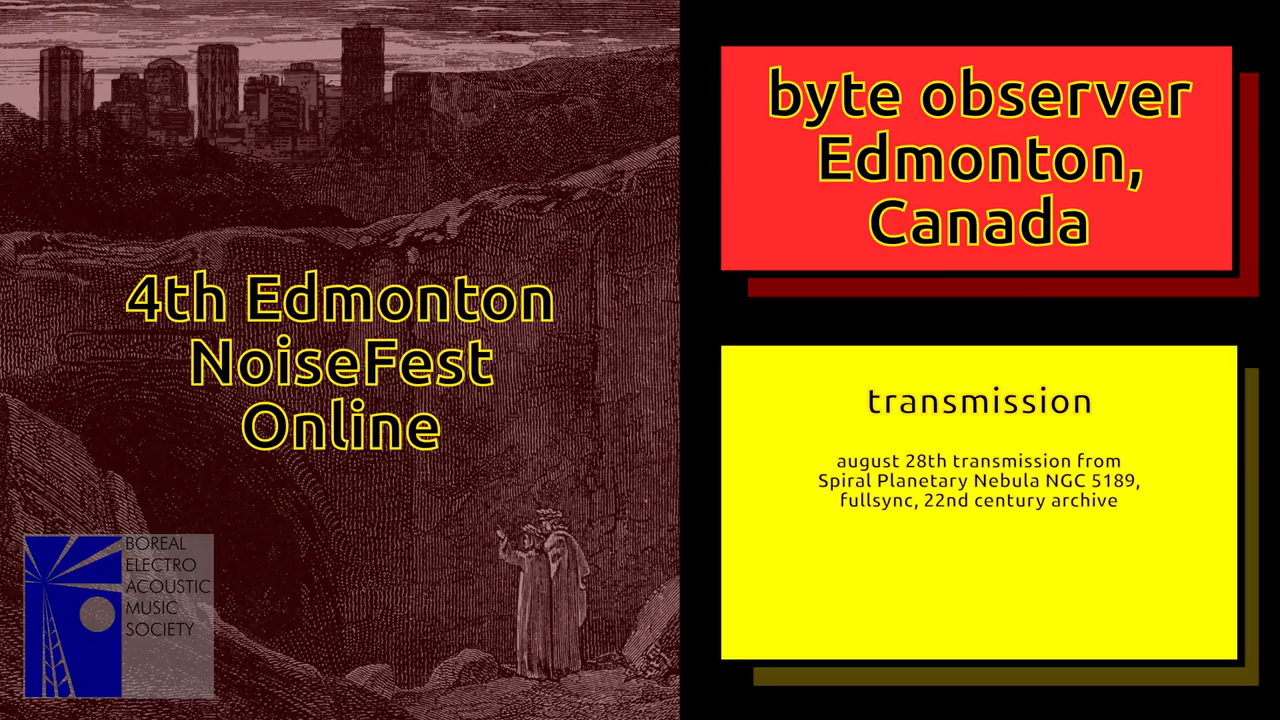 4th Edmonton
NoiseFest
Online
BOREAL
ELECTRO
ACOUSTIC
MUSIC
SOCIETY
byte observer
Edmonton,
Canada
transmission
august 28th transmission from
Spiral Planetary Nebula NGC 5189,
fullsync, 22nd century archive